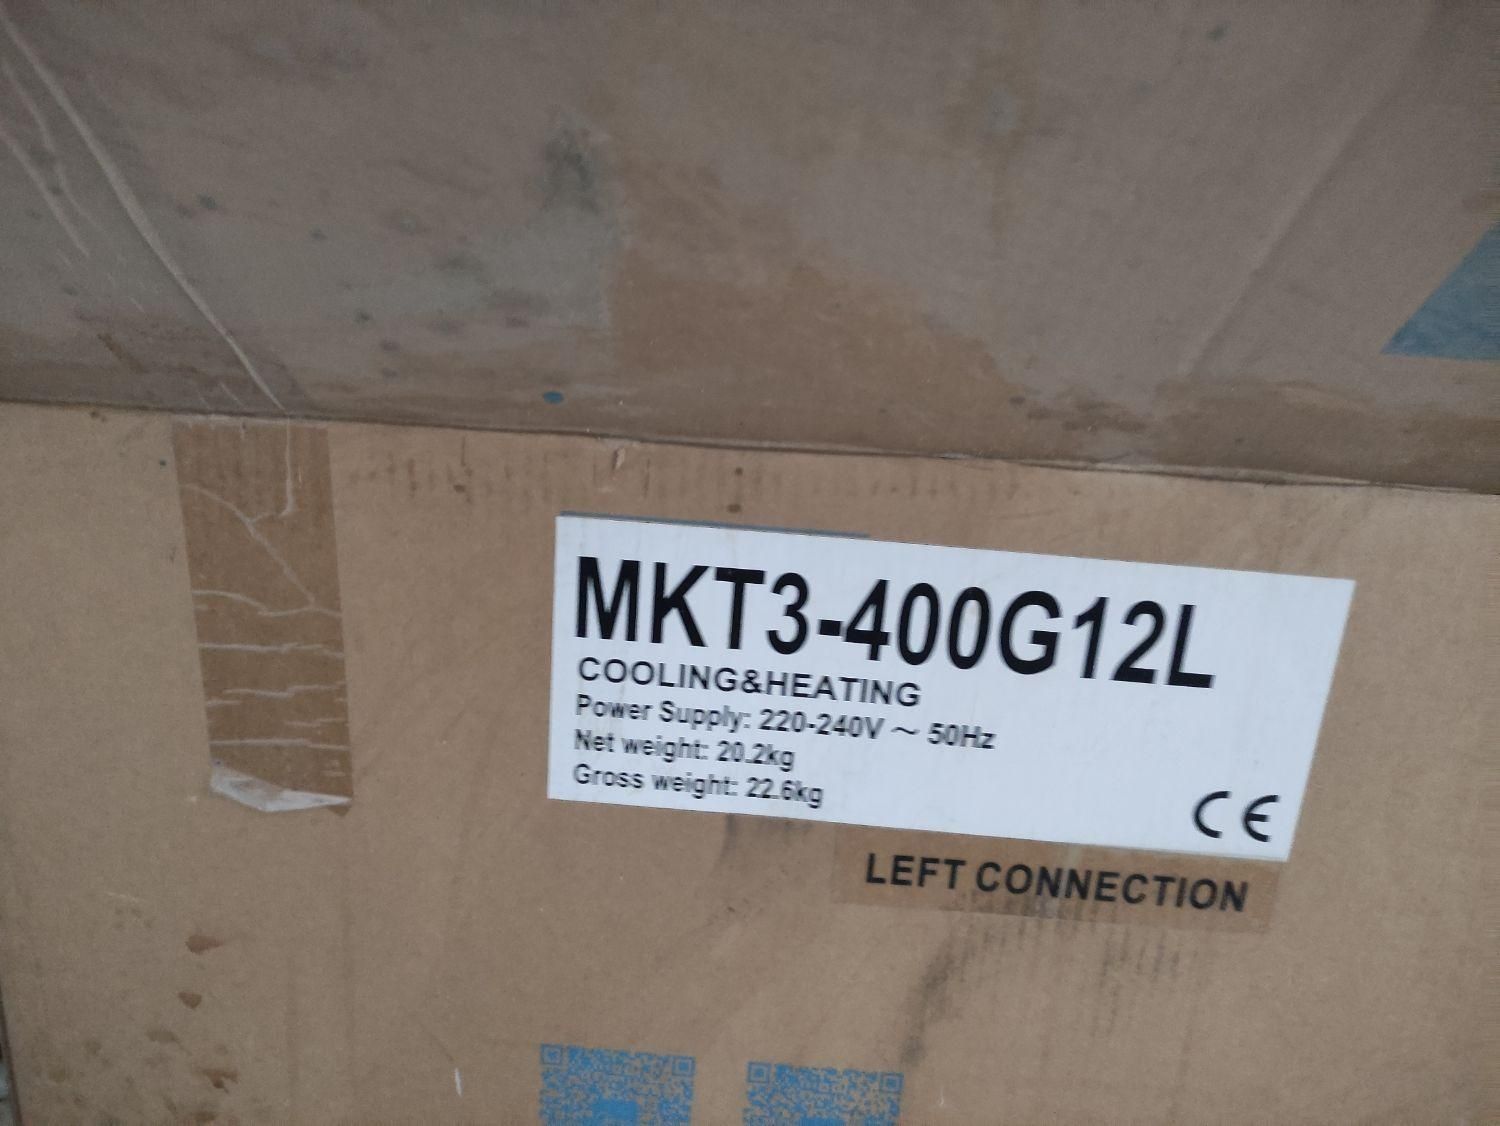 MKT3-400G12L
COOLING&HEATING
Power Supply: 220-240V ～ 50Hz
Net weight: 20.2kg
Gross weight: 22.6kg
CE
LEFT CONNECTION